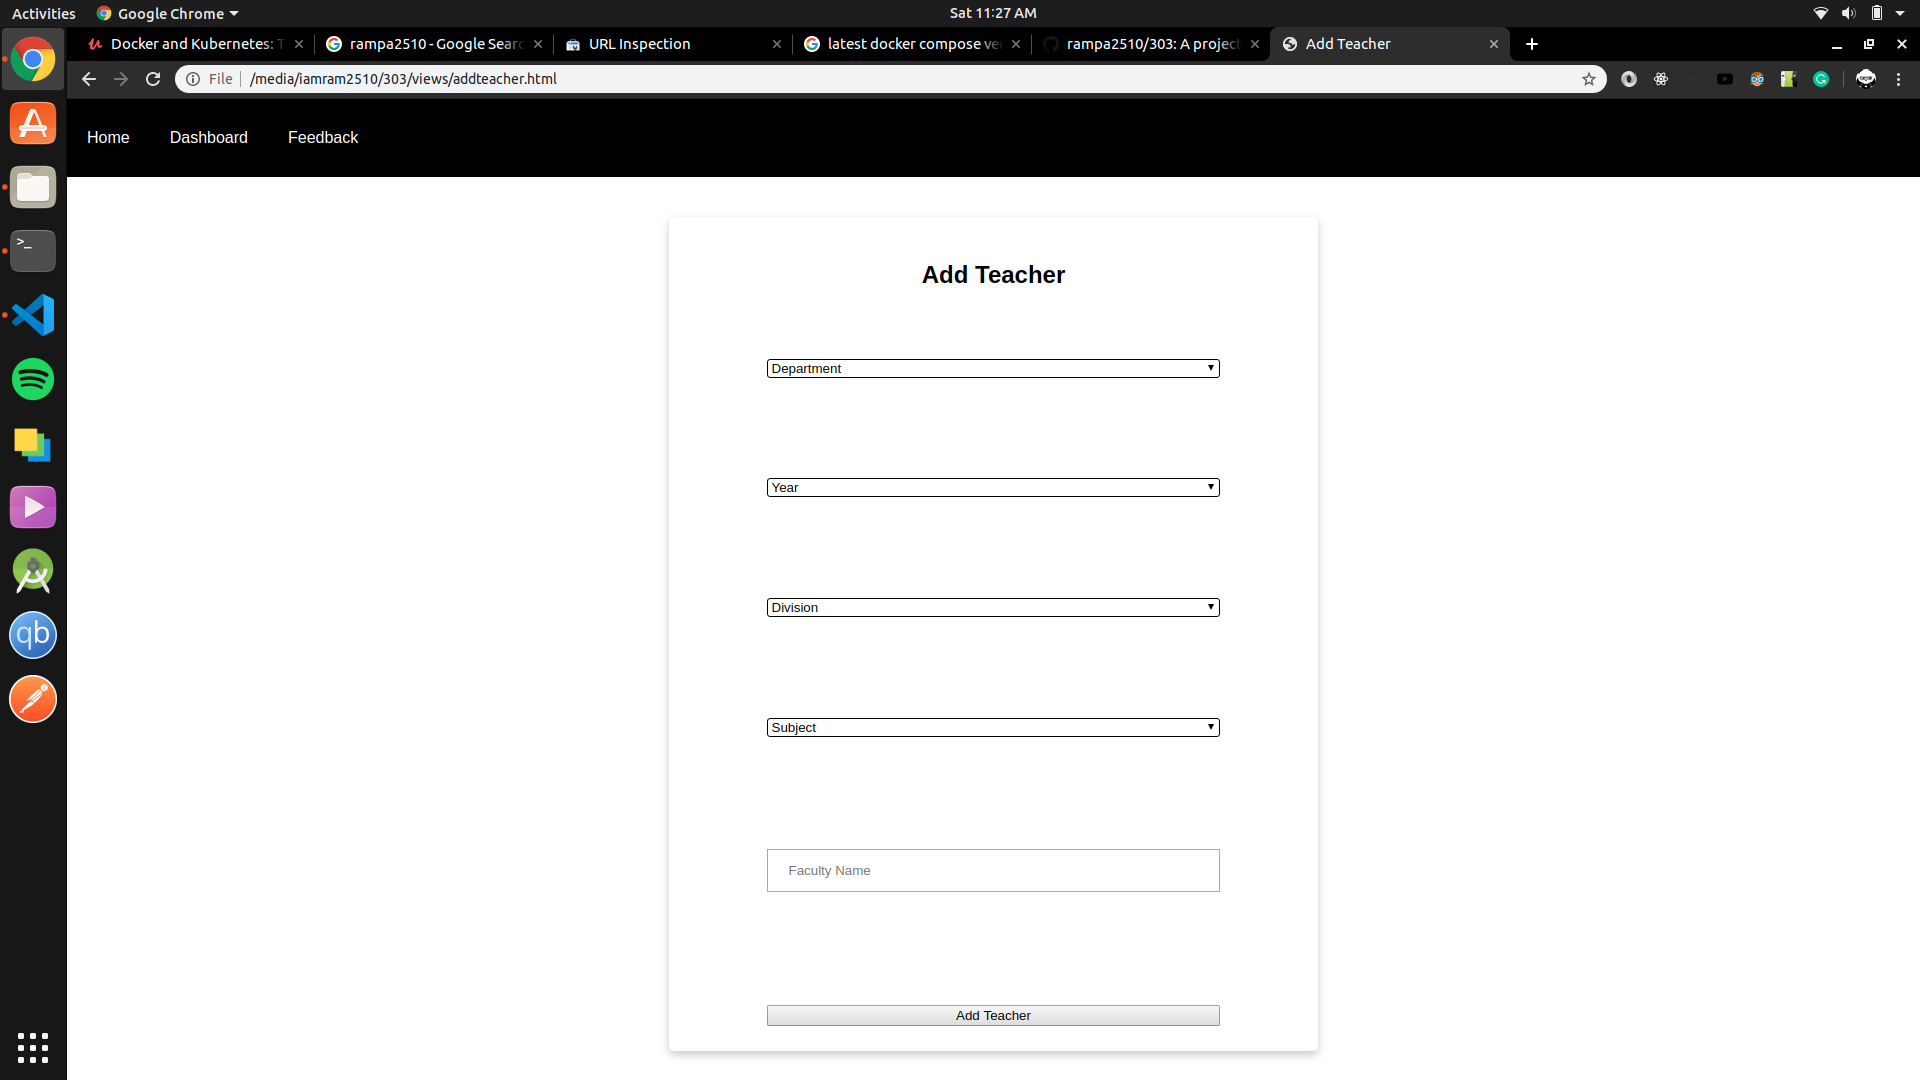 Activities Google Chrome Sat 11:27 AM
Docker and Kubernetes: T rampa2510 - Google Searc URL Inspection latest docker compose ver rampa2510/303: A project Add Teacher
File /media/iamram2510/303/views/addteacher.html
Home Dashboard Feedback
Add Teacher
Department
Year
Division
Subject
Faculty Name
Add Teacher
>_
qb